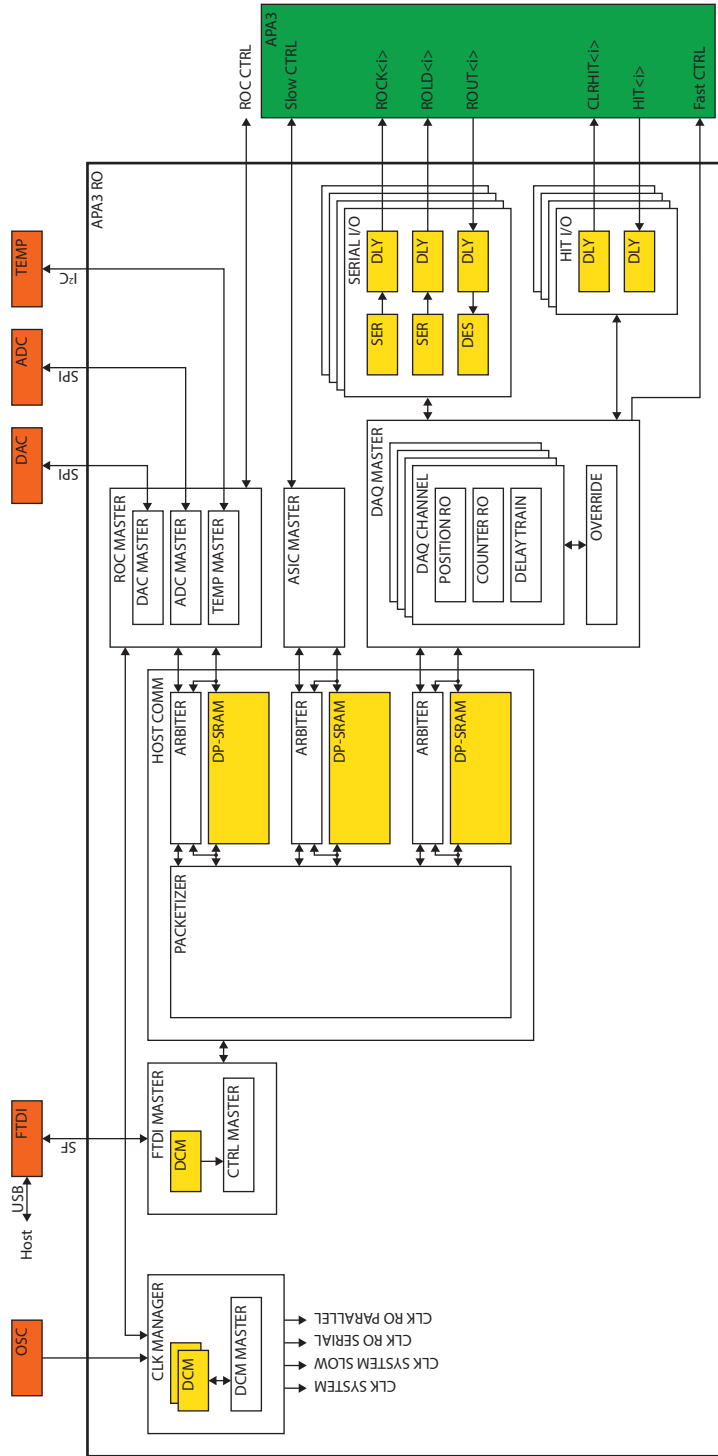 OSC
Host
USB
FTDI
SF
DAC
SPI
ADC
SPI
TEMP
I²C
APA3 RO
CLK MANAGER
DCM
DCM MASTER
CLK SYSTEM
CLK SYSTEM SLOW
CLK RO SERIAL
CLK RO PARALLEL
FTDI MASTER
DCM
CTRL MASTER
HOST COMM
PACKETIZER
ARBITER
DP-SRAM
ARBITER
DP-SRAM
ARBITER
DP-SRAM
ROC MASTER
DAC MASTER
ADC MASTER
TEMP MASTER
ASIC MASTER
DAQ MASTER
DAQ CHANNEL
POSITION RO
COUNTER RO
DELAY TRAIN
OVERRIDE
SERIAL I/O
SER
DLY
SER
DLY
DES
DLY
HIT I/O
DLY
DLY
ROC CTRL
APA3
Slow CTRL
ROCK<i>
ROLD<i>
ROUT<i>
CLRHIT<i>
HIT<i>
Fast CTRL